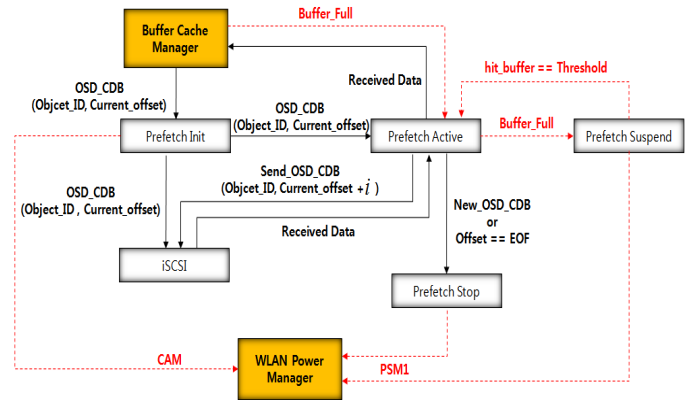 Buffer_Full
Buffer Cache
Manager
hit_buffer == Threshold
Received Data
OSD_CDB
(Objcet_ID, Current_offset)
OSD_CDB
(Object_ID, Current_offset)
Buffer_Full
Prefetch Init
Prefetch Active
Prefetch Suspend
Send_OSD_CDB
(Objcet_ID, Current_offset +i )
OSD_CDB
(Object_ID , Current_offset)
New_OSD_CDB
or
Offset == EOF
Received Data
iSCSI
Prefetch Stop
CAM
WLAN Power
Manager
PSM1